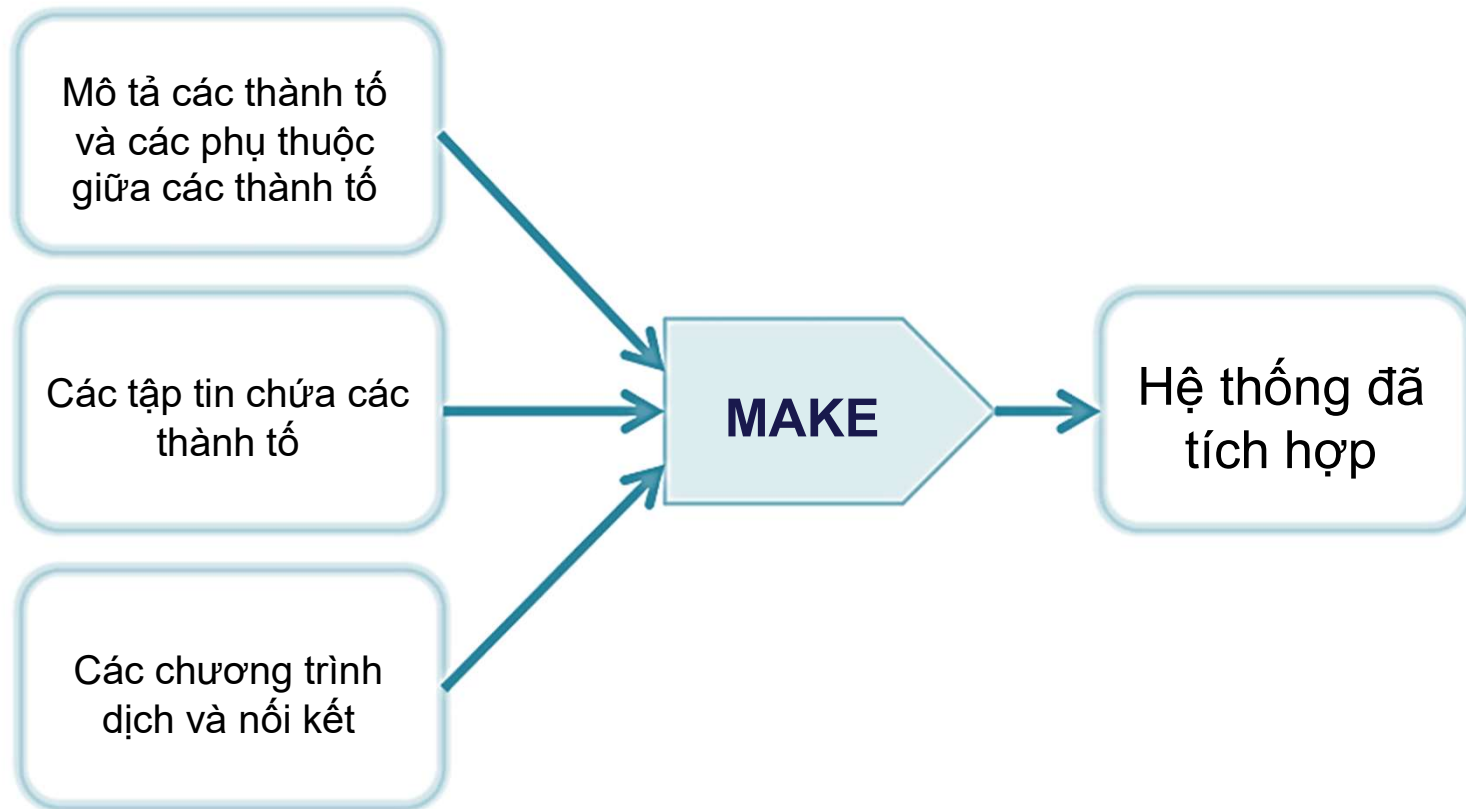 Mô tả các thành tố
và các phụ thuộc
giữa các thành tố
Các tập tin chứa các
thành tố
Các chương trình
dịch và nối kết
MAKE
Hệ thống đã
tích hợp